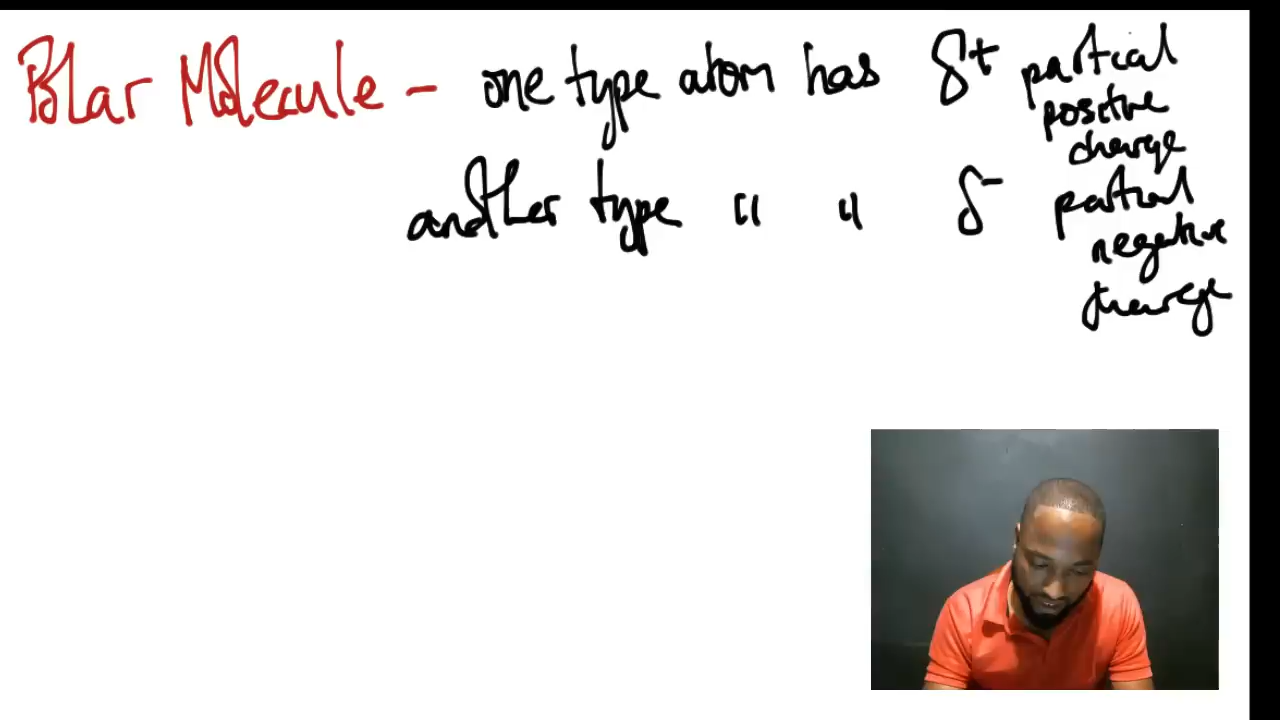 Polar Molecule - one type atom has δ+ partial
positive
charge
another type " " δ- partial
negative
charge